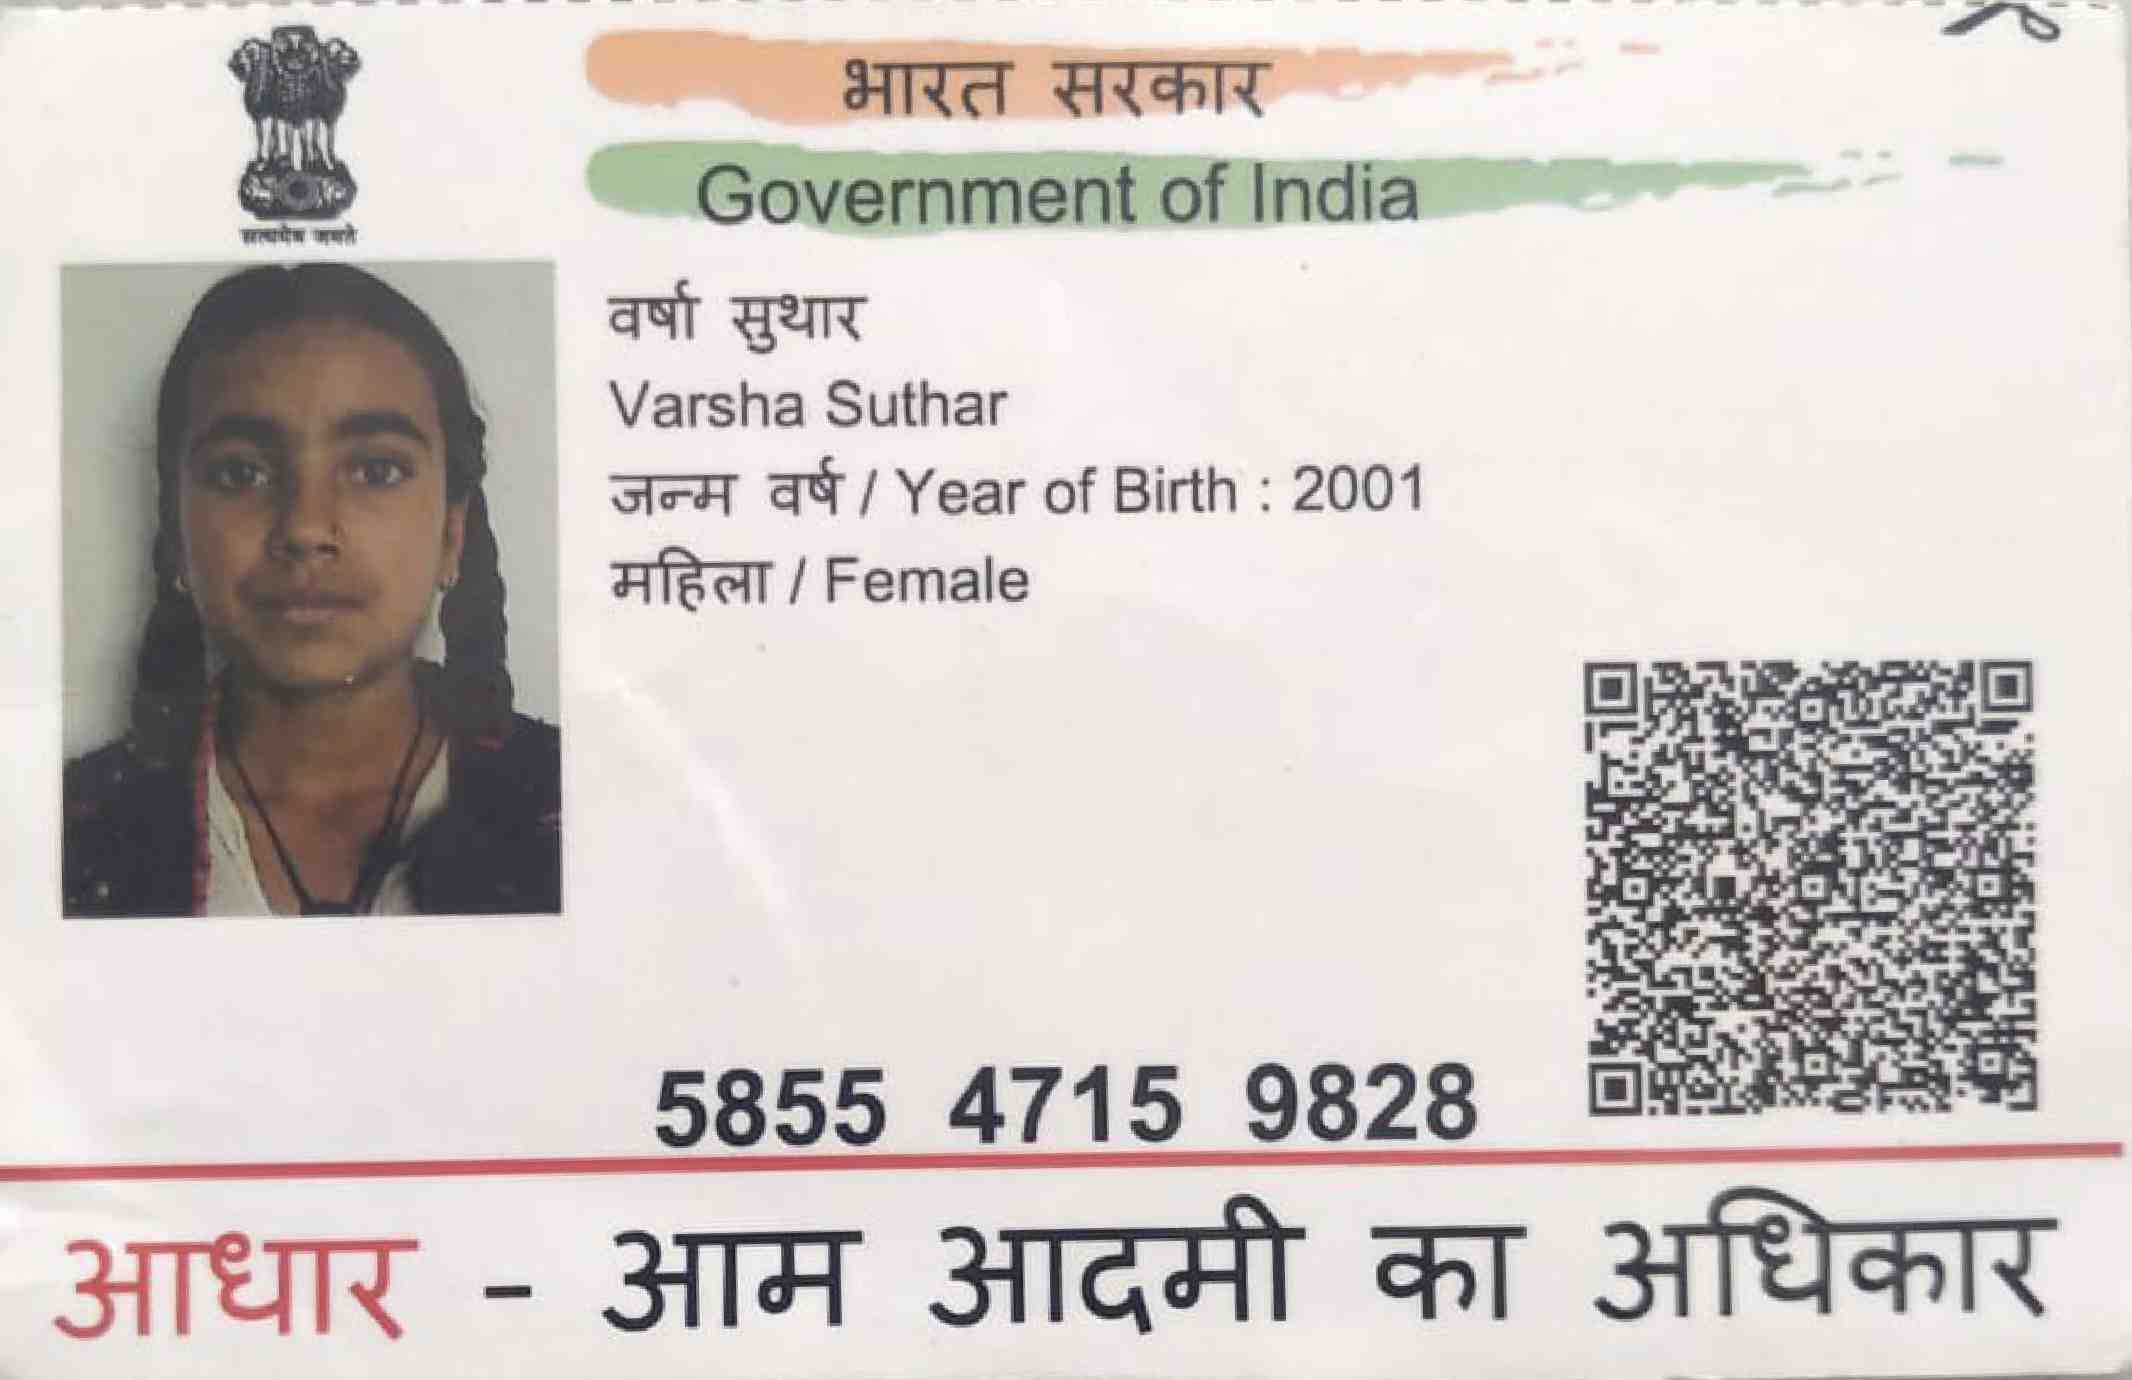 सत्यमेव जयते
भारत सरकार
Government of India
वर्षा सुथार
Varsha Suthar
जन्म वर्ष / Year of Birth : 2001
महिला / Female
5855 4715 9828
आधार - आम आदमी का अधिकार